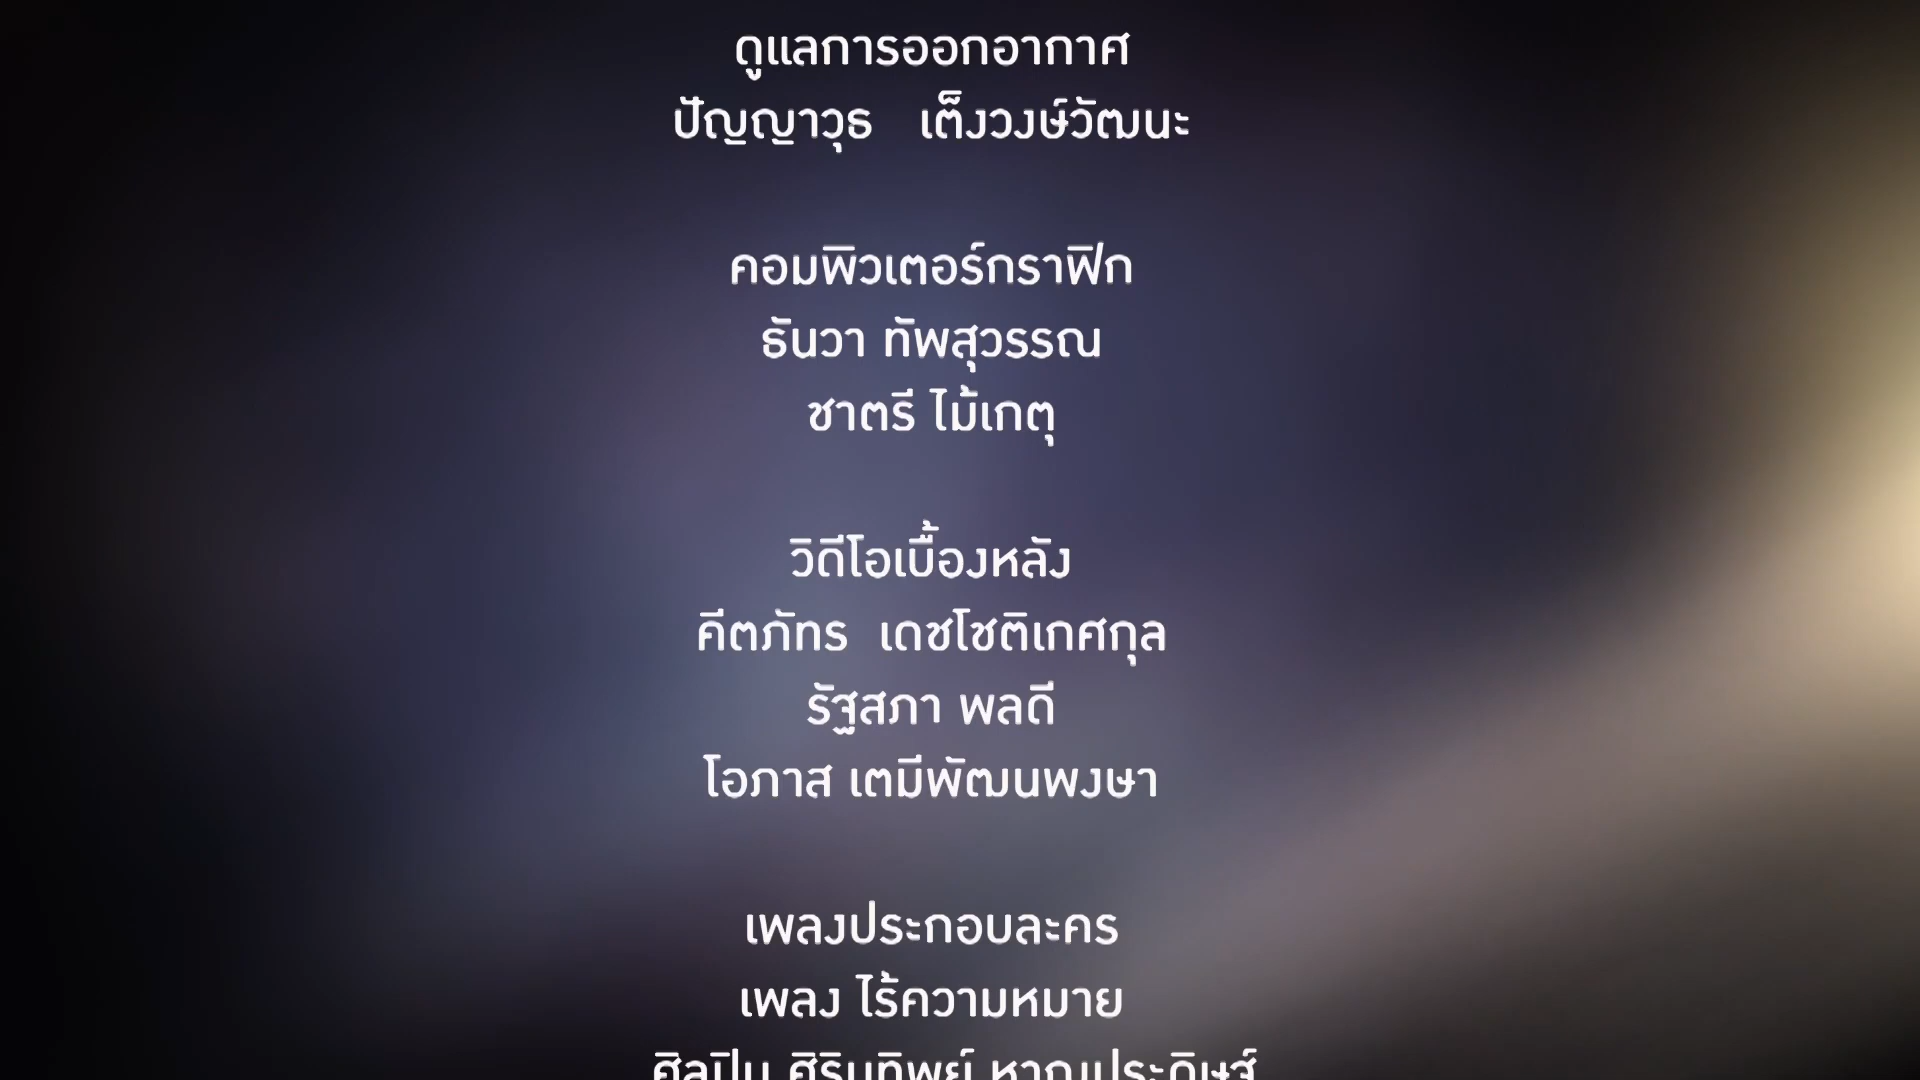 ดูแลการออกอากาศ
ปัญญาวุธ เต็งวงษ์วัฒนะ
คอมพิวเตอร์กราฟิก
ธันวา ทัพสุวรรณ
ชาตรี ไม้เกตุ
วิดีโอเบื้องหลัง
คีตภัทร เดชโชติเกศกุล
รัฐสภา พลดี
โอภาส เตมีพัฒนพงษา
เพลงประกอบละคร
เพลง ไร้ความหมาย
ศิลปิน ศิรินทิพย์ หาญประดิษฐ์